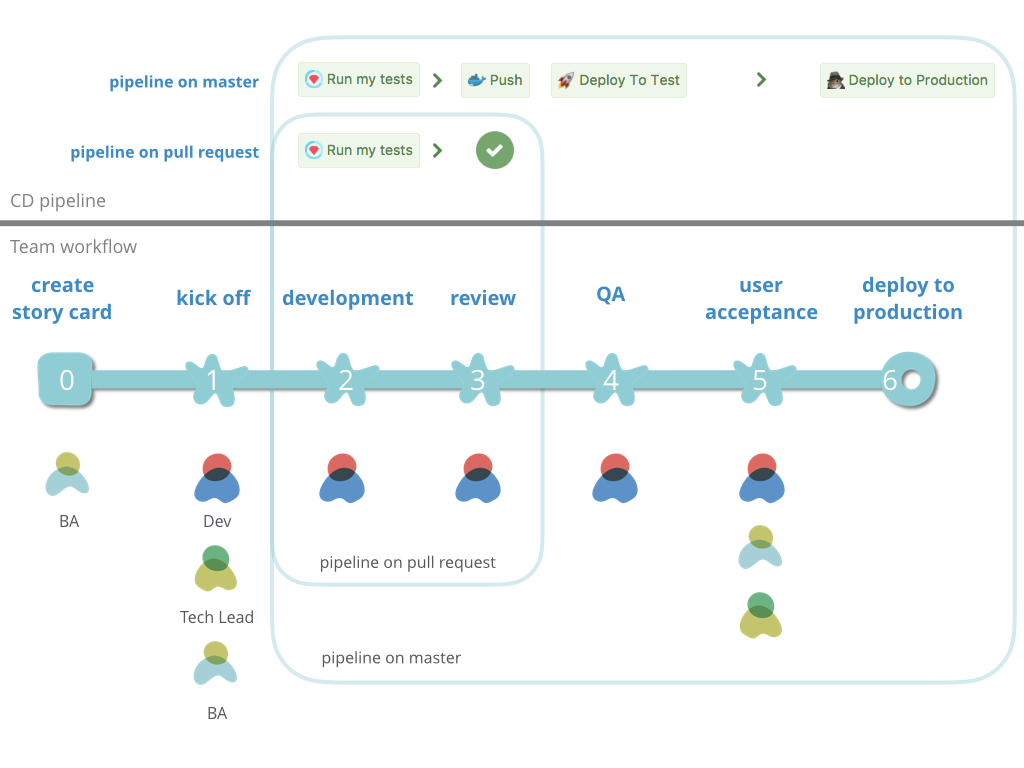 pipeline on master
Run my tests
Push
Deploy To Test
Deploy to Production
pipeline on pull request
Run my tests
CD pipeline
Team workflow
create
story card
kick off
development
review
QA
user
acceptance
deploy to
production
0
1
2
3
4
5
6
BA
Dev
pipeline on pull request
Tech Lead
pipeline on master
BA